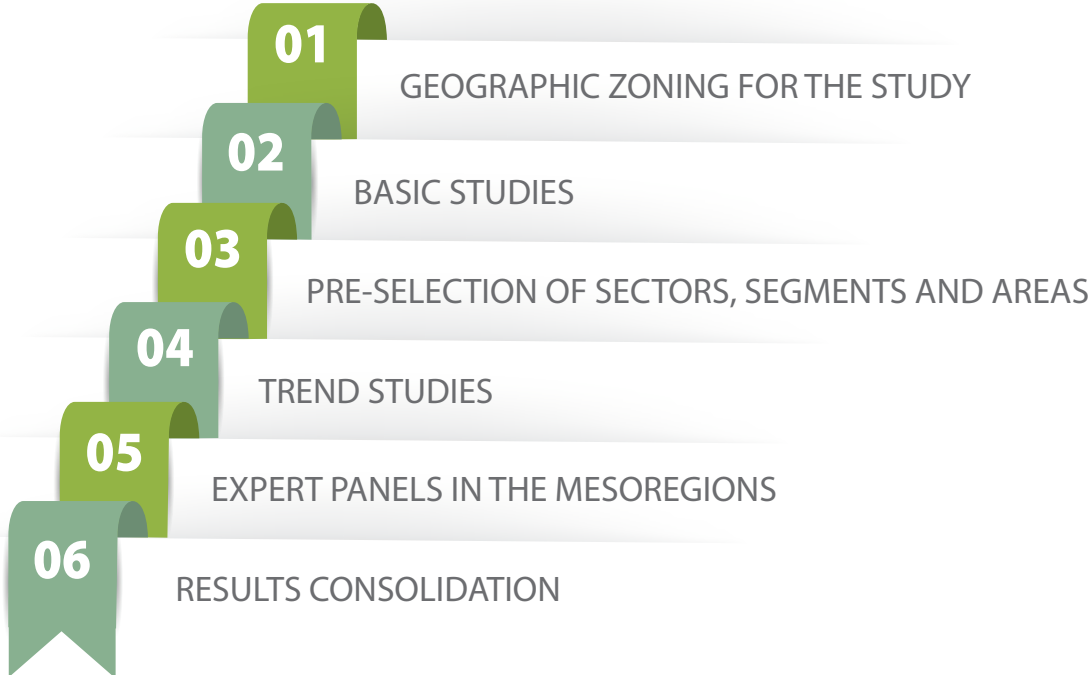 01
GEOGRAPHIC ZONING FOR THE STUDY
02
BASIC STUDIES
03
PRE-SELECTION OF SECTORS, SEGMENTS AND AREAS
04
TREND STUDIES
05
EXPERT PANELS IN THE MESOREGIONS
06
RESULTS CONSOLIDATION